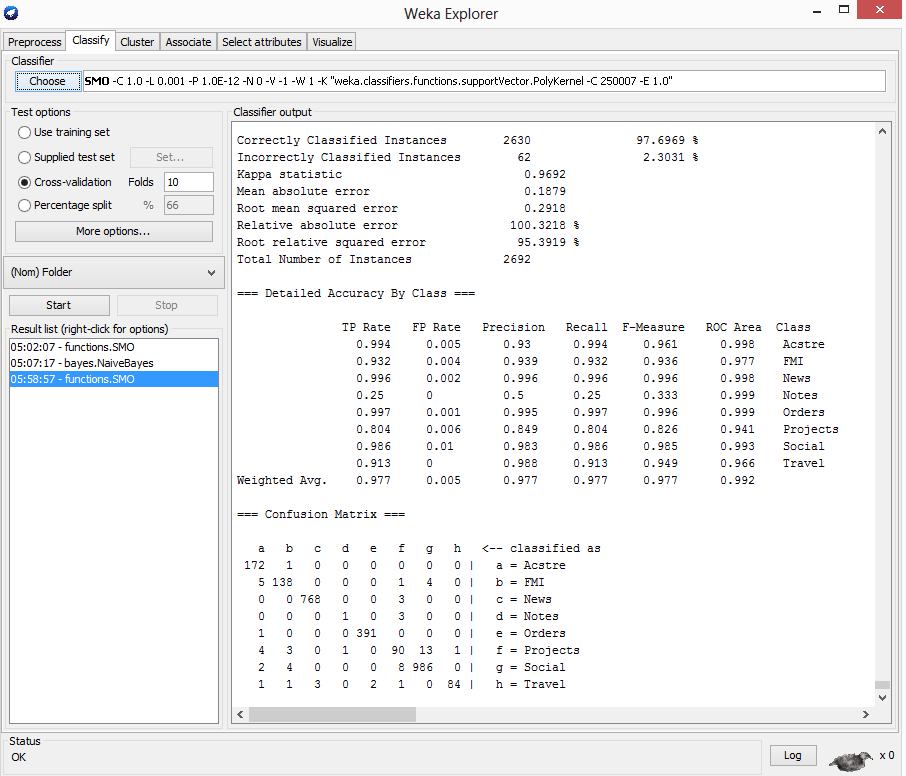 Weka Explorer
Preprocess Classify Cluster Associate Select attributes Visualize
Classifier
Choose SMO -C 1.0 -L 0.001 -P 1.0E-12 -N 0 -V -1 -W 1 -K "weka.classifiers.functions.supportVector.PolyKernel -C 250007 -E 1.0"
Test options
Use training set
Supplied test set Set...
Cross-validation Folds 10
Percentage split % 66
More options...
(Nom) Folder
Start Stop
Result list (right-click for options)
05:02:07 - functions.SMO
05:07:17 - bayes.NaiveBayes
05:58:57 - functions.SMO
Classifier output
Correctly Classified Instances 2630 97.6969 %
Incorrectly Classified Instances 62 2.3031 %
Kappa statistic 0.9692
Mean absolute error 0.1879
Root mean squared error 0.2918
Relative absolute error 100.3218 %
Root relative squared error 95.3919 %
Total Number of Instances 2692
=== Detailed Accuracy By Class ===
TP Rate FP Rate Precision Recall F-Measure ROC Area Class
0.994 0.005 0.93 0.994 0.961 0.998 Acstre
0.932 0.004 0.939 0.932 0.936 0.977 FMI
0.996 0.002 0.996 0.996 0.996 0.998 News
0.25 0 0.5 0.25 0.333 0.999 Notes
0.997 0.001 0.995 0.997 0.996 0.999 Orders
0.804 0.006 0.849 0.804 0.826 0.941 Projects
0.986 0.01 0.983 0.986 0.985 0.993 Social
0.913 0 0.988 0.913 0.949 0.966 Travel
Weighted Avg. 0.977 0.005 0.977 0.977 0.977 0.992
=== Confusion Matrix ===
a b c d e f g h <-- classified as
172 1 0 0 0 0 0 0 | a = Acstre
5 138 0 0 0 1 4 0 | b = FMI
0 0 768 0 0 3 0 0 | c = News
0 0 0 1 0 3 0 0 | d = Notes
1 0 0 0 391 0 0 0 | e = Orders
4 3 0 1 0 90 13 1 | f = Projects
2 4 0 0 0 8 986 0 | g = Social
1 1 3 0 2 1 0 84 | h = Travel
Status
OK
Log x 0